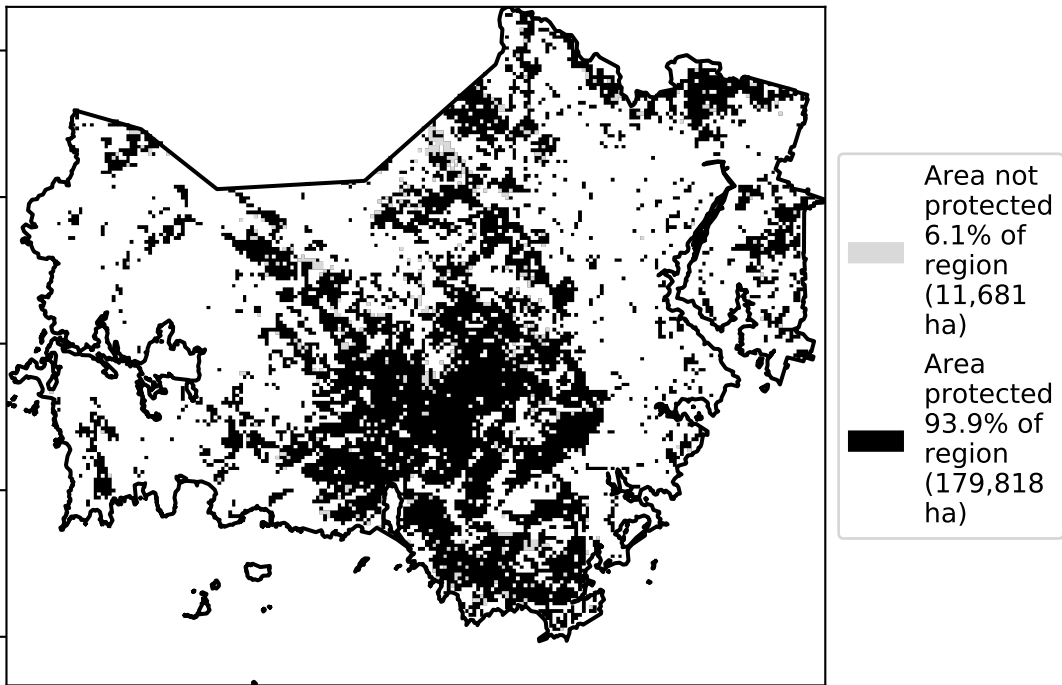 Area not
protected
6.1% of
region
(11,681
ha)
Area
protected
93.9% of
region
(179,818
ha)